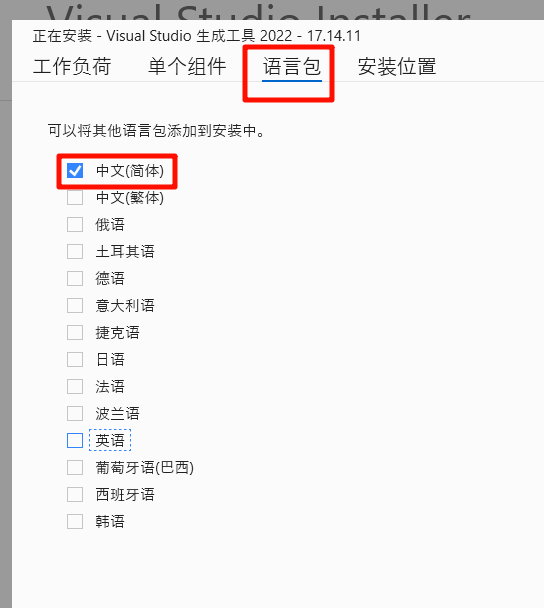 Visual Studio Installer
正在安装 - Visual Studio 生成工具 2022 - 17.14.11
工作负荷 单个组件 语言包 安装位置
可以将其他语言包添加到安装中。
中文(简体)
中文(繁体)
俄语
土耳其语
德语
意大利语
捷克语
日语
法语
波兰语
英语
葡萄牙语(巴西)
西班牙语
韩语